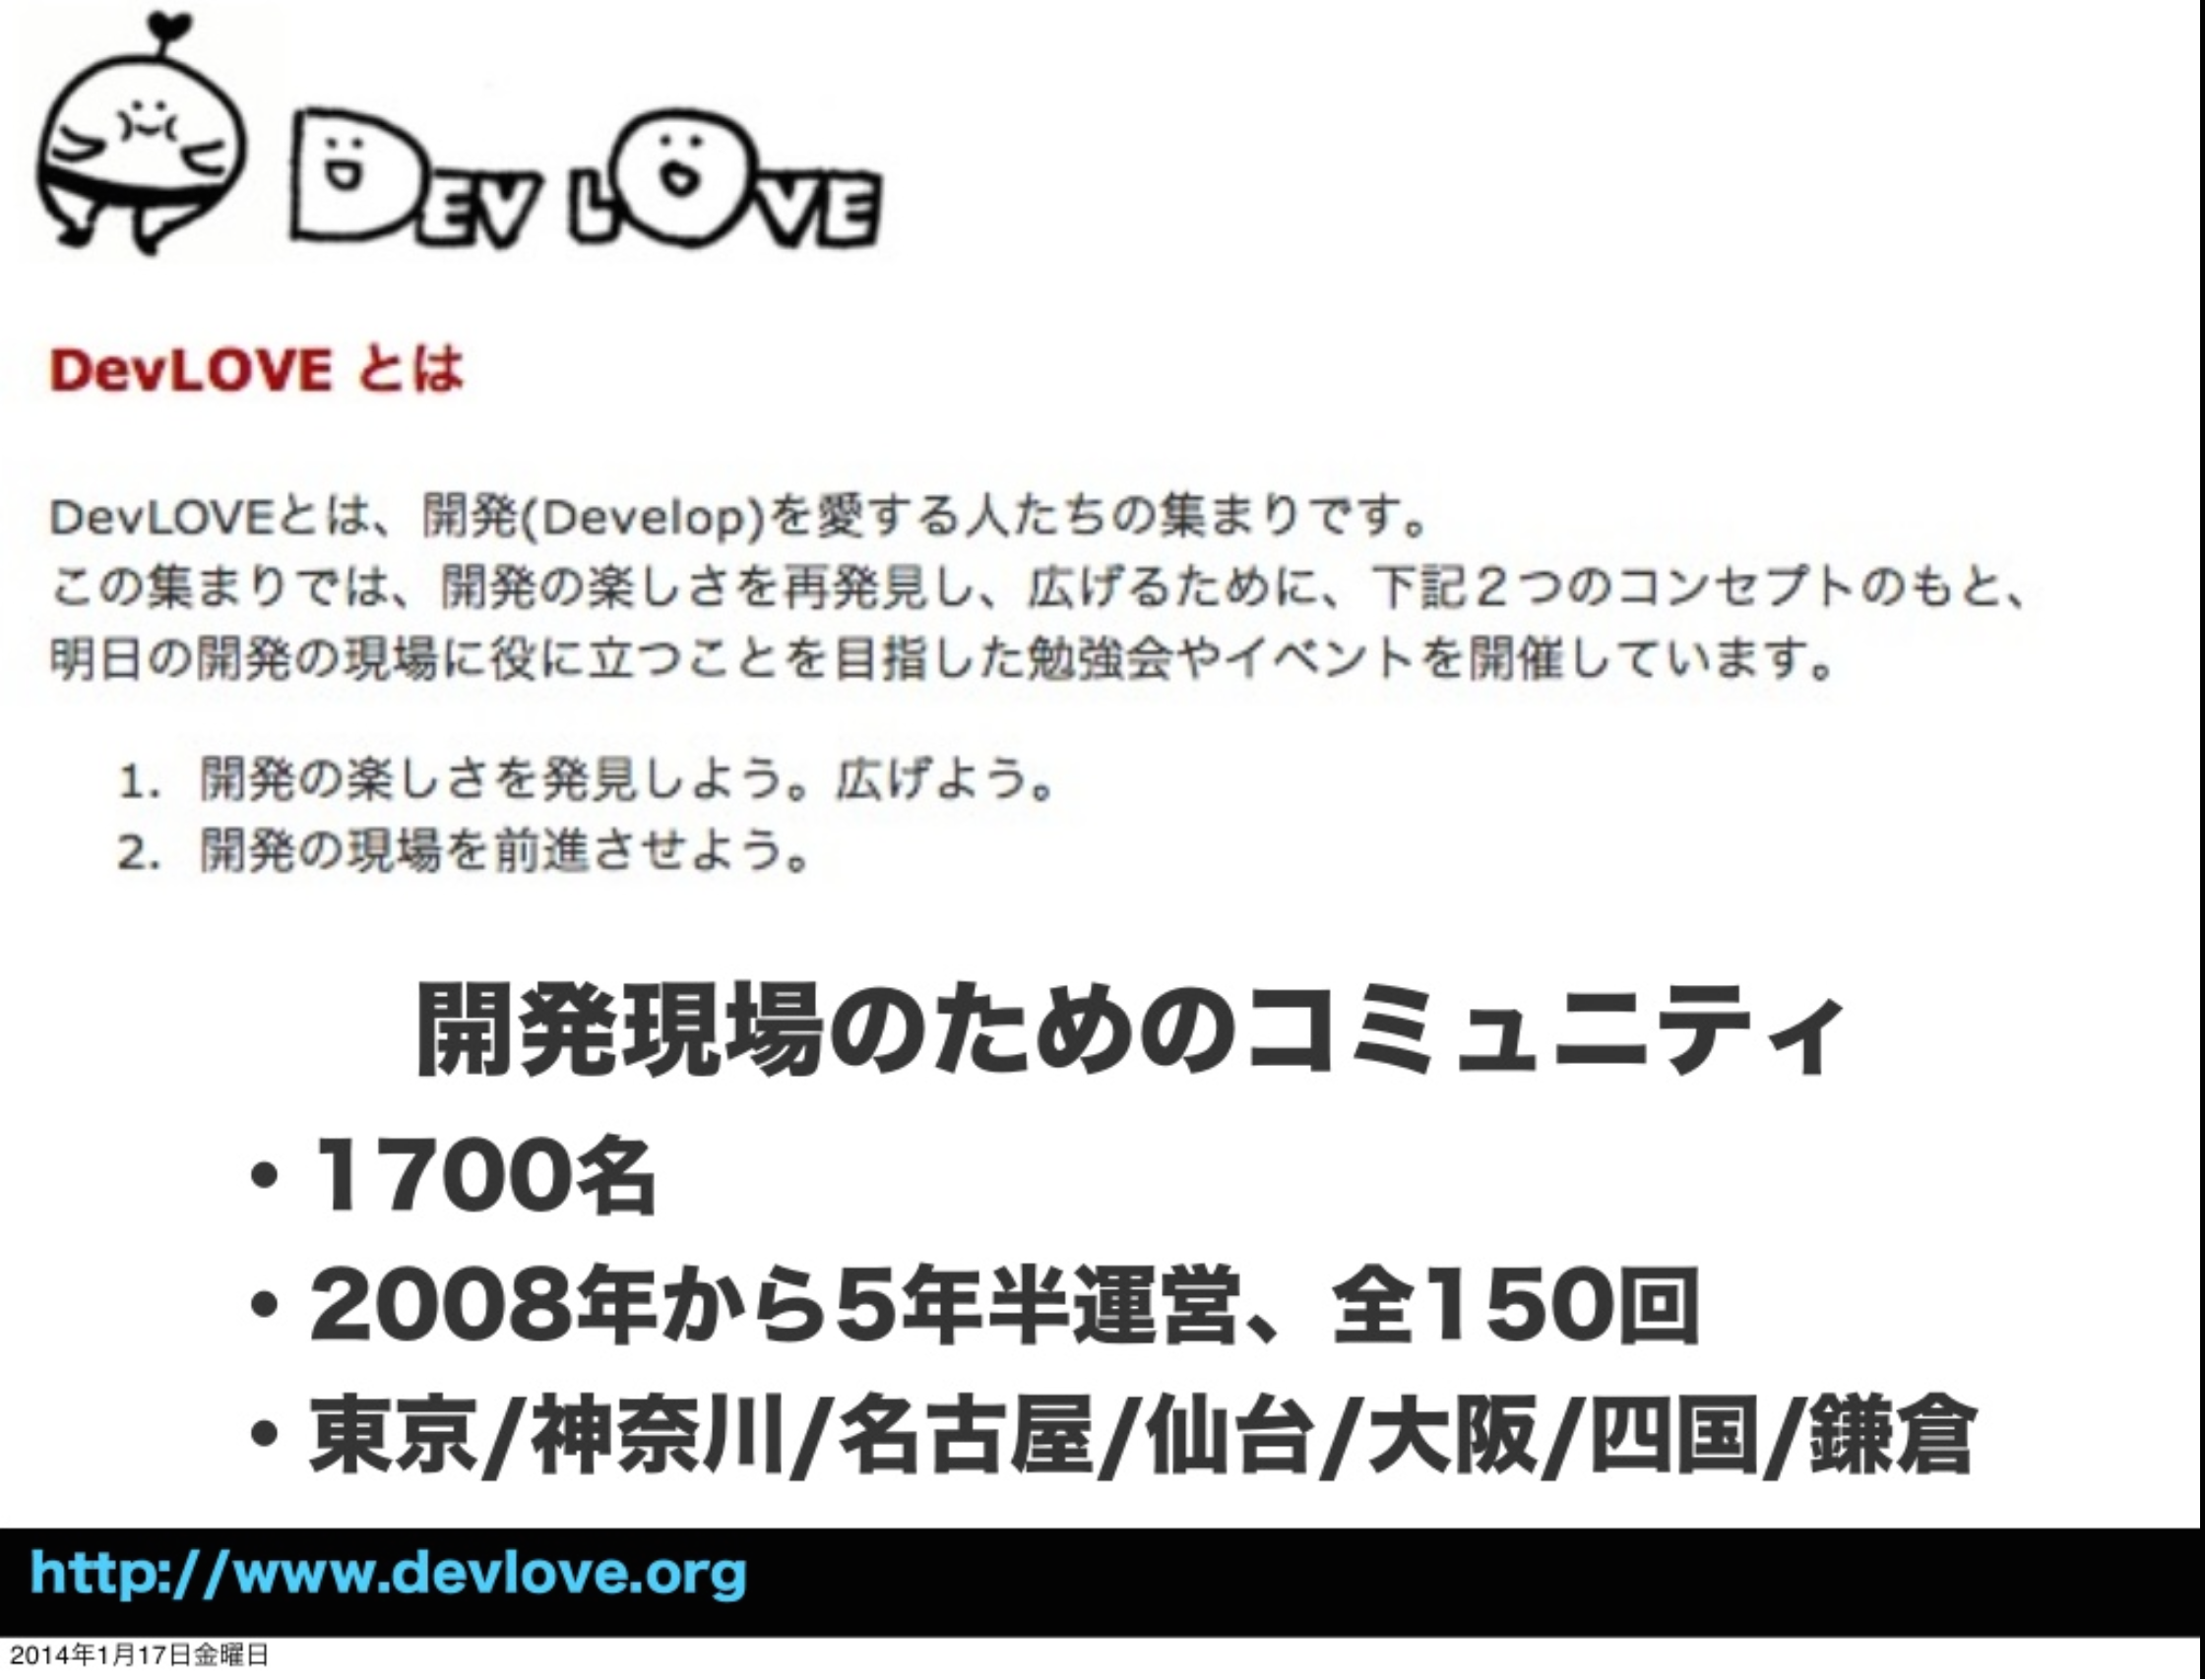 DEV LOVE
DevLOVE とは
DevLOVEとは、開発(Develop)を愛する人たちの集まりです。
この集まりでは、開発の楽しさを再発見し、広げるために、下記２つのコンセプトのもと、
明日の開発の現場に役に立つことを目指した勉強会やイベントを開催しています。
1. 開発の楽しさを発見しよう。広げよう。
2. 開発の現場を前進させよう。
開発現場のためのコミュニティ
・1700名
・2008年から5年半運営、全150回
・東京/神奈川/名古屋/仙台/大阪/四国/鎌倉
http://www.devlove.org
2014年1月17日金曜日